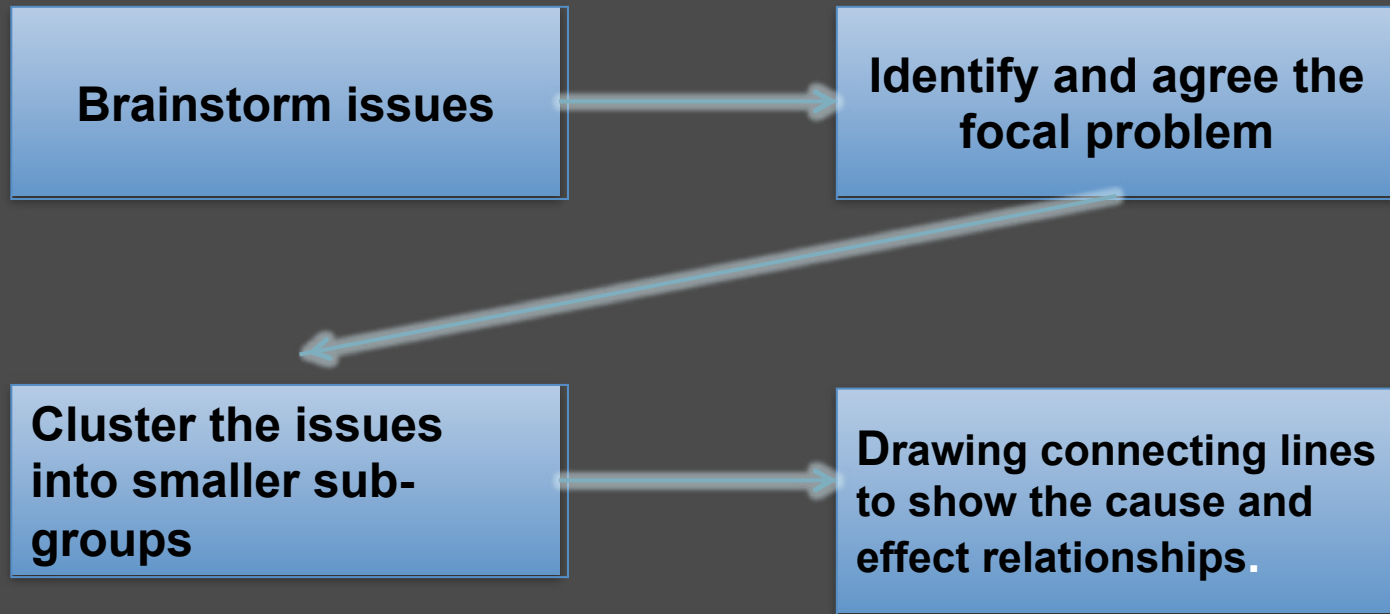 Brainstorm issues
Identify and agree the
focal problem
Cluster the issues
into smaller sub-
groups
Drawing connecting lines
to show the cause and
effect relationships.